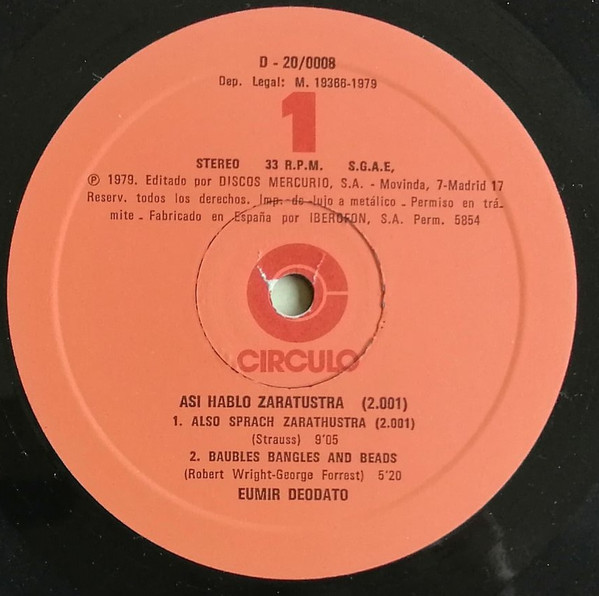 D - 20/0008
Dep. Legal: M. 19368-1979
1
STEREO 33 R.P.M. S.G.A.E,
℗ 1979. Editado por DISCOS MERCURIO, S.A. - Movinda, 7-Madrid 17
Reserv. todos los derechos. Imp. de lujo a metálico - Permiso en trá-
mite - Fabricado en España por IBEROFON, S.A. Perm. 5854
CIRCULO
ASI HABLO ZARATUSTRA (2.001)
1. ALSO SPRACH ZARATHUSTRA (2.001)
(Strauss) 9'05
2. BAUBLES BANGLES AND BEADS
(Robert Wright-George Forrest) 5'20
EUMIR DEODATO